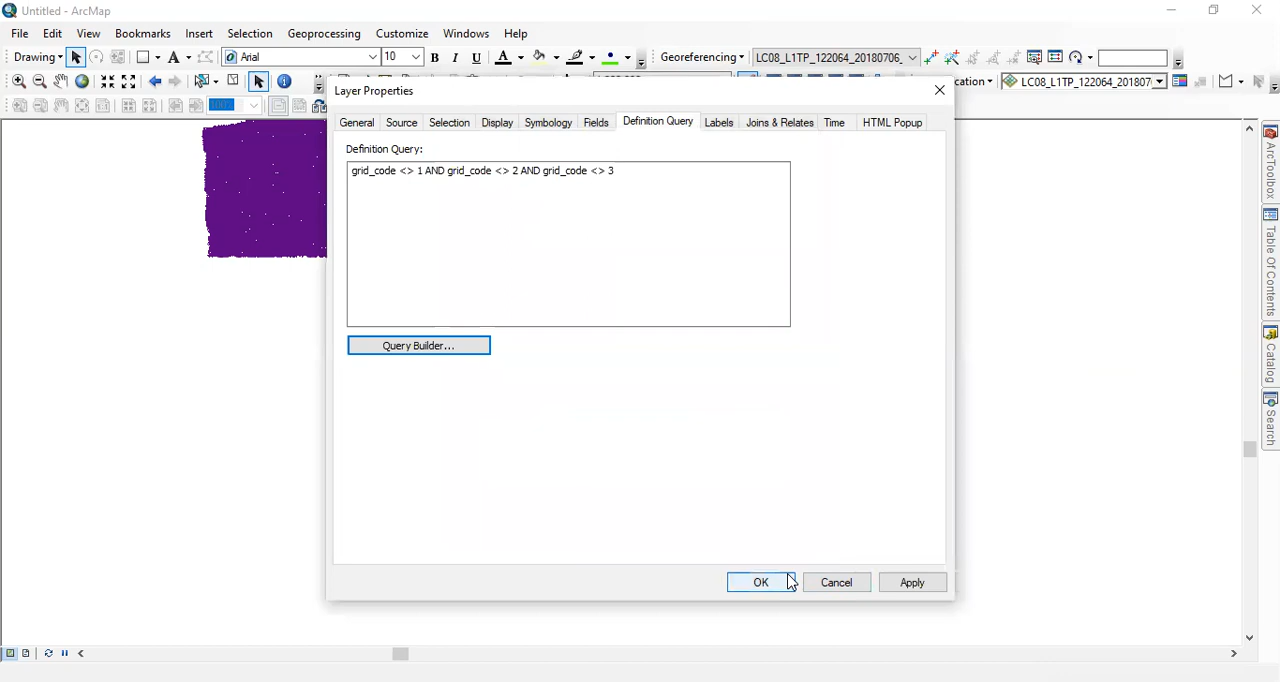 Untitled - ArcMap
File Edit View Bookmarks Insert Selection Geoprocessing Customize Windows Help
Drawing Arial 10 B I U Georeferencing LC08_L1TP_122064_20180706_
cation LC08_L1TP_122064_201807
Layer Properties
General Source Selection Display Symbology Fields Definition Query Labels Joins & Relates Time HTML Popup
Definition Query:
grid_code <> 1 AND grid_code <> 2 AND grid_code <> 3
Query Builder...
OK Cancel Apply
ArcToolbox
Table Of Contents
Catalog
Search